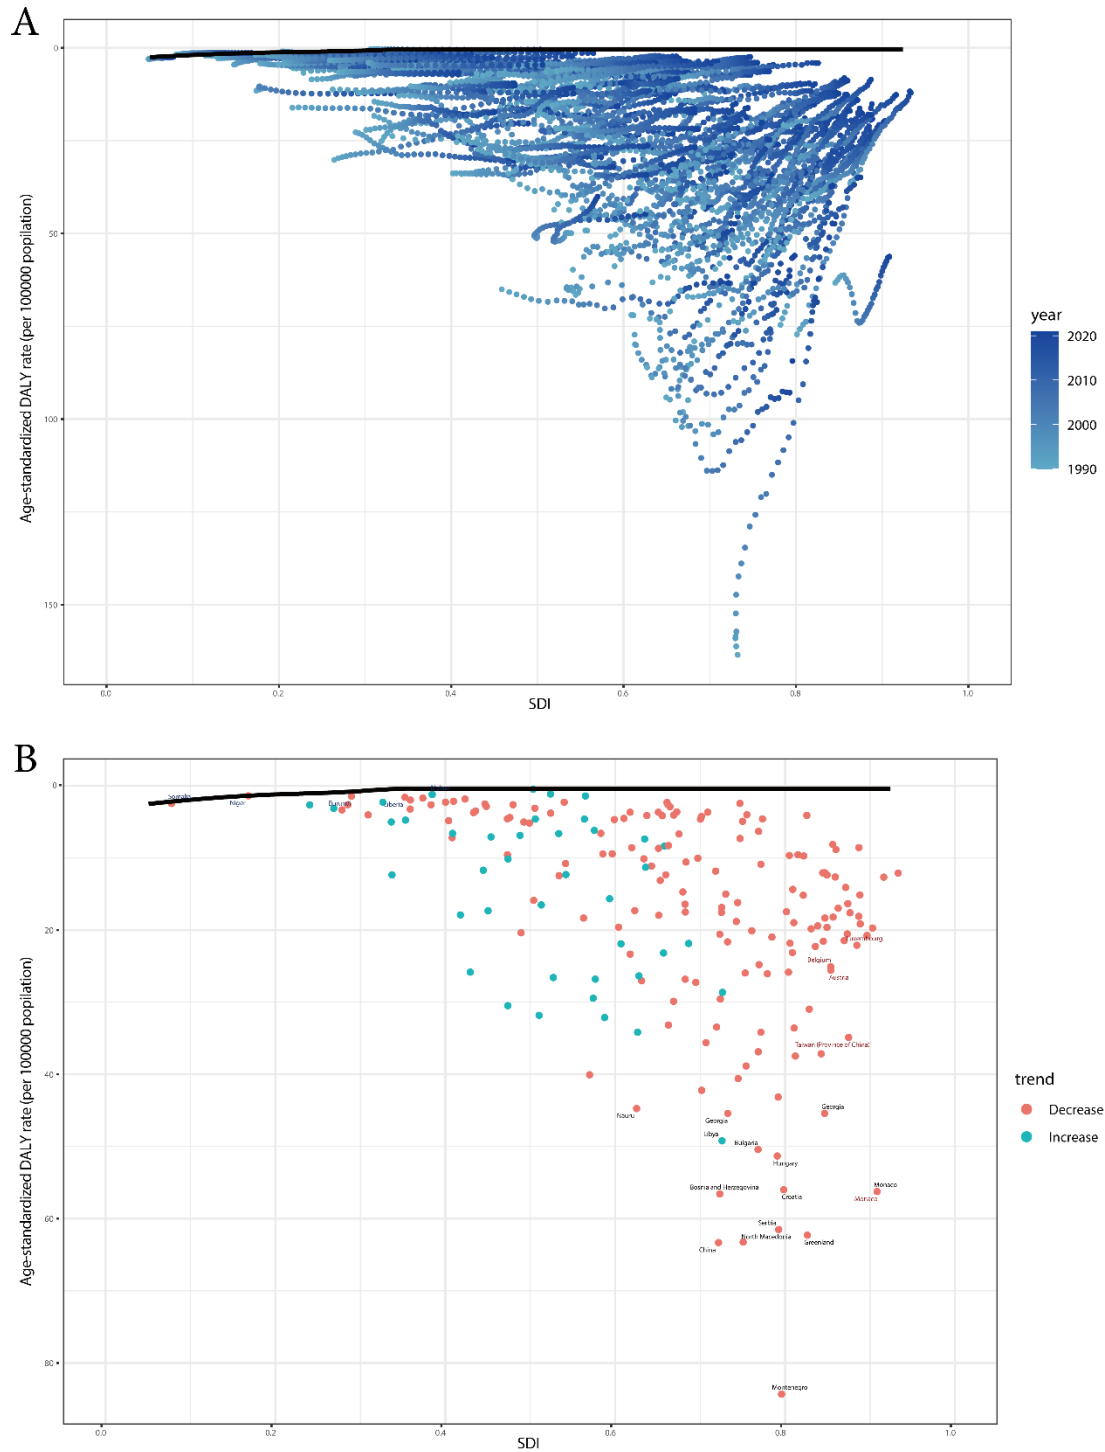 A
0
50
100
150
Age-standardized DALY rate (per 100000 popilation)
0.0 0.2 0.4 0.6 0.8 1.0
SDI
year
2020
2010
2000
1990
B
0
20
40
60
80
Age-standardized DALY rate (per 100000 popilation)
Somalia
Niger
Burundi
Liberia
Luxembourg
Belgium
Austria
Taiwan (Province of China)
Nauru
Georgia
Georgia
Libya
Bulgaria
Hungary
Bosnia and Herzegovina
Croatia
Monaco
Monaco
Serbia
North Macedonia
Greenland
China
Montenegro
0.0 0.2 0.4 0.6 0.8 1.0
SDI
trend
Decrease
Increase